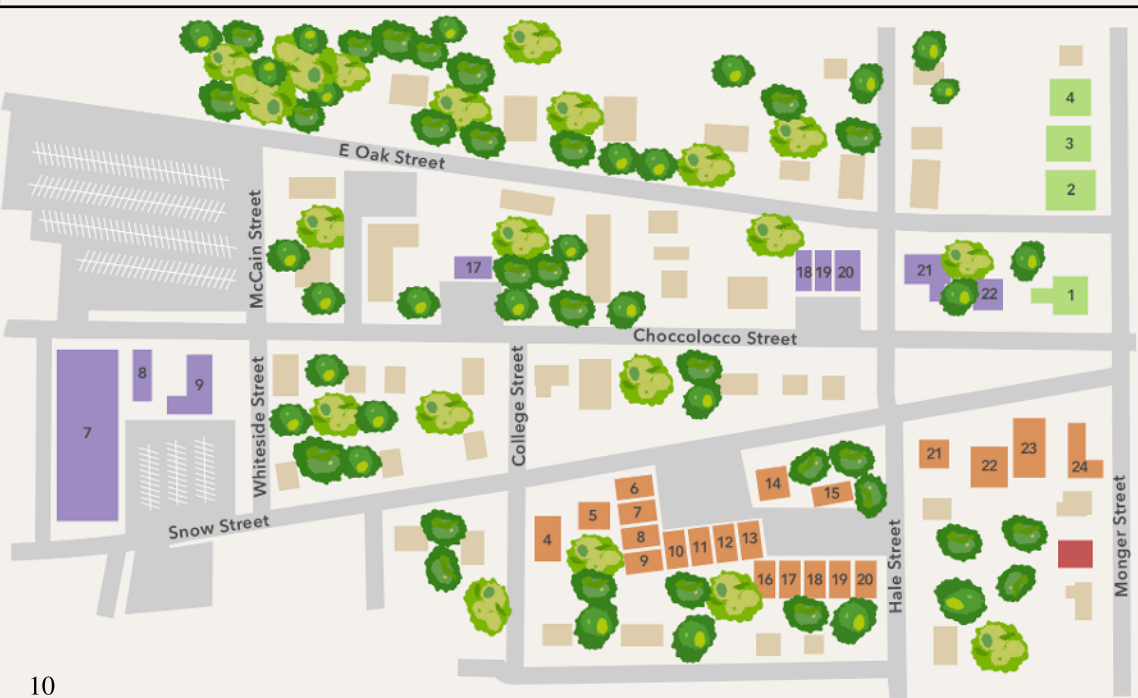 4
3
E Oak Street
2
McCain Street
17
18 19 20
21
22
1
Choccolocco Street
8
9
7
Whiteside Street
College Street
Snow Street
21
22
23
24
14
15
6
5
7
4
8
9
10 11 12 13
16 17 18 19 20
Hale Street
Monger Street
10